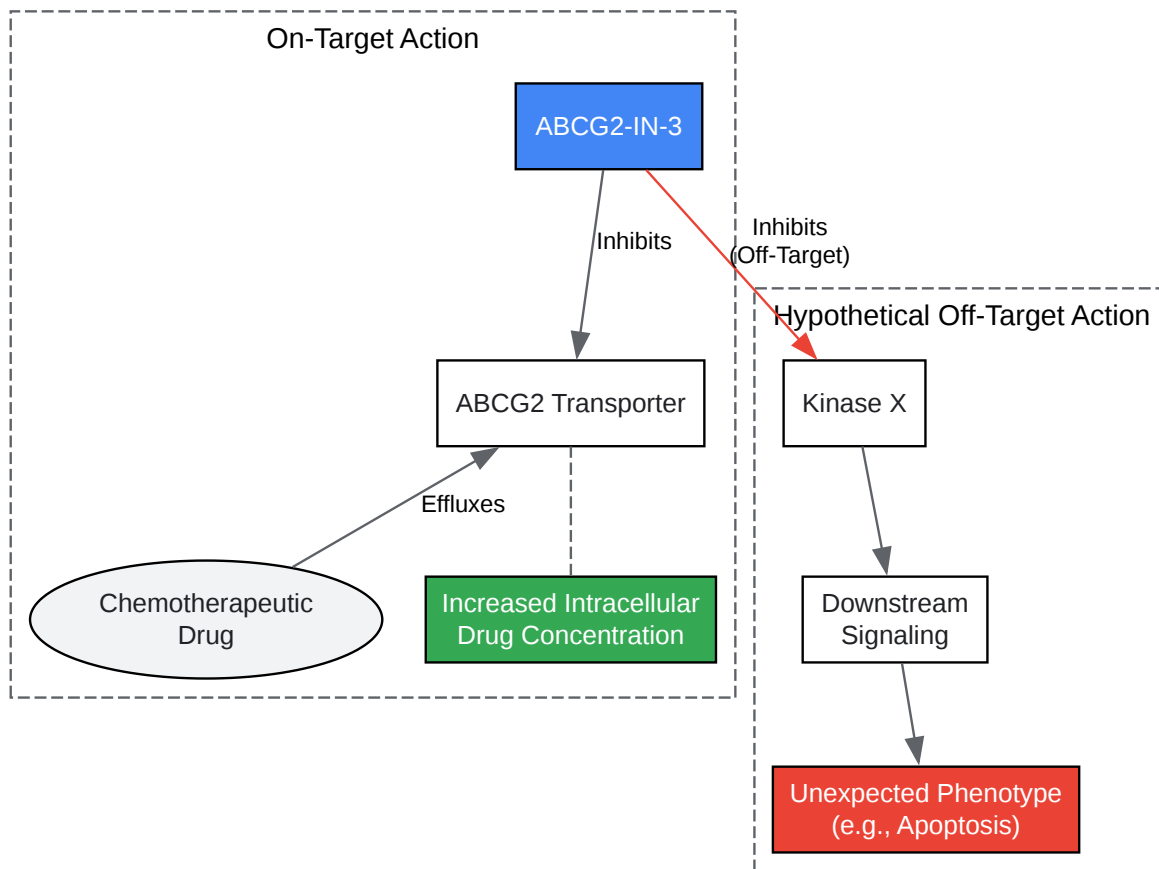 On-Target Action
ABCG2-IN-3
Inhibits
Inhibits
(Off-Target)
Hypothetical Off-Target Action
ABCG2 Transporter
Kinase X
Effluxes
Chemotherapeutic
Drug
Increased Intracellular
Drug Concentration
Downstream
Signaling
Unexpected Phenotype
(e.g., Apoptosis)